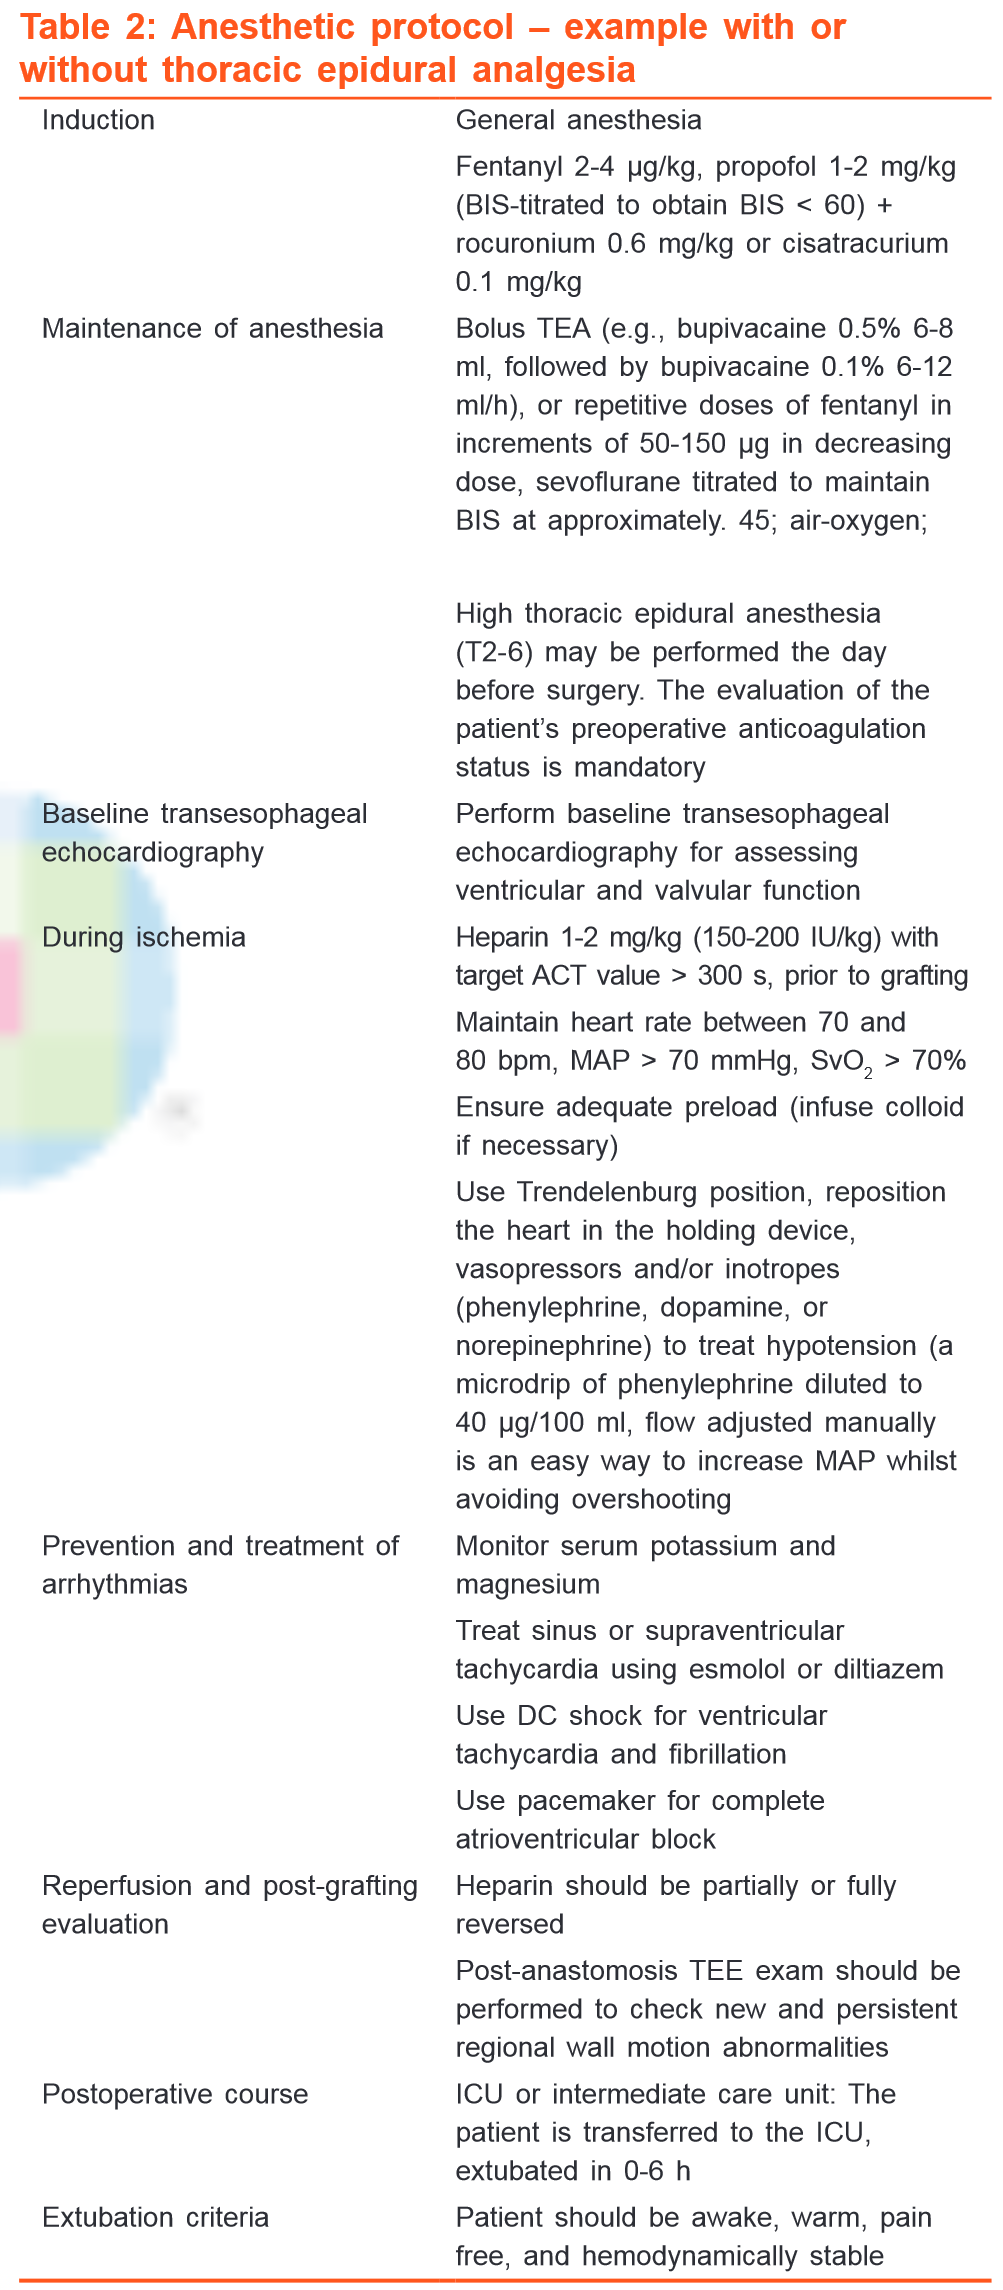 Table 2: Anesthetic protocol – example with or
without thoracic epidural analgesia
Induction
General anesthesia
Fentanyl 2-4 µg/kg, propofol 1-2 mg/kg
(BIS-titrated to obtain BIS < 60) +
rocuronium 0.6 mg/kg or cisatracurium
0.1 mg/kg
Maintenance of anesthesia
Bolus TEA (e.g., bupivacaine 0.5% 6-8
ml, followed by bupivacaine 0.1% 6-12
ml/h), or repetitive doses of fentanyl in
increments of 50-150 µg in decreasing
dose, sevoflurane titrated to maintain
BIS at approximately. 45; air-oxygen;
High thoracic epidural anesthesia
(T2-6) may be performed the day
before surgery. The evaluation of the
patient’s preoperative anticoagulation
status is mandatory
Baseline transesophageal
echocardiography
Perform baseline transesophageal
echocardiography for assessing
ventricular and valvular function
During ischemia
Heparin 1-2 mg/kg (150-200 IU/kg) with
target ACT value > 300 s, prior to grafting
Maintain heart rate between 70 and
80 bpm, MAP > 70 mmHg, SvO2 > 70%
Ensure adequate preload (infuse colloid
if necessary)
Use Trendelenburg position, reposition
the heart in the holding device,
vasopressors and/or inotropes
(phenylephrine, dopamine, or
norepinephrine) to treat hypotension (a
microdrip of phenylephrine diluted to
40 µg/100 ml, flow adjusted manually
is an easy way to increase MAP whilst
avoiding overshooting
Prevention and treatment of
arrhythmias
Monitor serum potassium and
magnesium
Treat sinus or supraventricular
tachycardia using esmolol or diltiazem
Use DC shock for ventricular
tachycardia and fibrillation
Use pacemaker for complete
atrioventricular block
Reperfusion and post-grafting
evaluation
Heparin should be partially or fully
reversed
Post-anastomosis TEE exam should be
performed to check new and persistent
regional wall motion abnormalities
Postoperative course
ICU or intermediate care unit: The
patient is transferred to the ICU,
extubated in 0-6 h
Extubation criteria
Patient should be awake, warm, pain
free, and hemodynamically stable